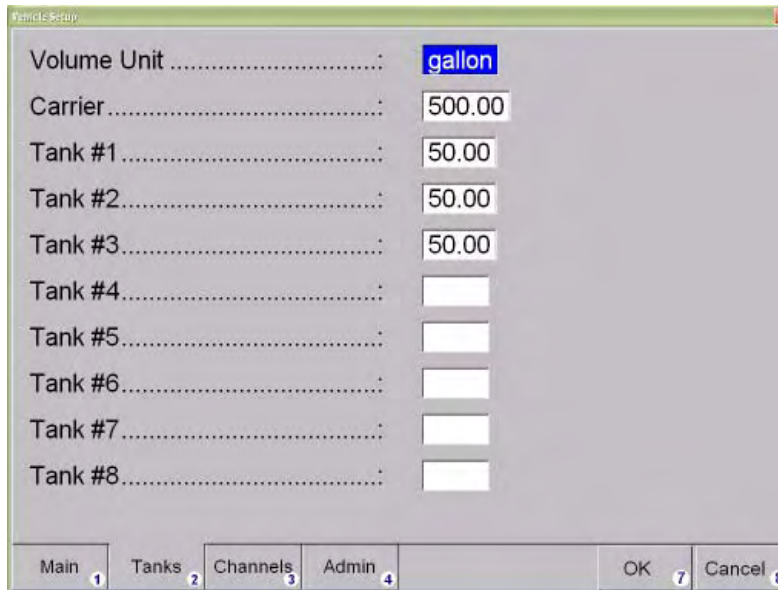 Vehicle Setup
Volume Unit ............................: gallon
Carrier.....................................: 500.00
Tank #1...................................: 50.00
Tank #2...................................: 50.00
Tank #3...................................: 50.00
Tank #4...................................:
Tank #5...................................:
Tank #6...................................:
Tank #7...................................:
Tank #8...................................:
Main 1 Tanks 2 Channels 3 Admin 4 OK 7 Cancel 8